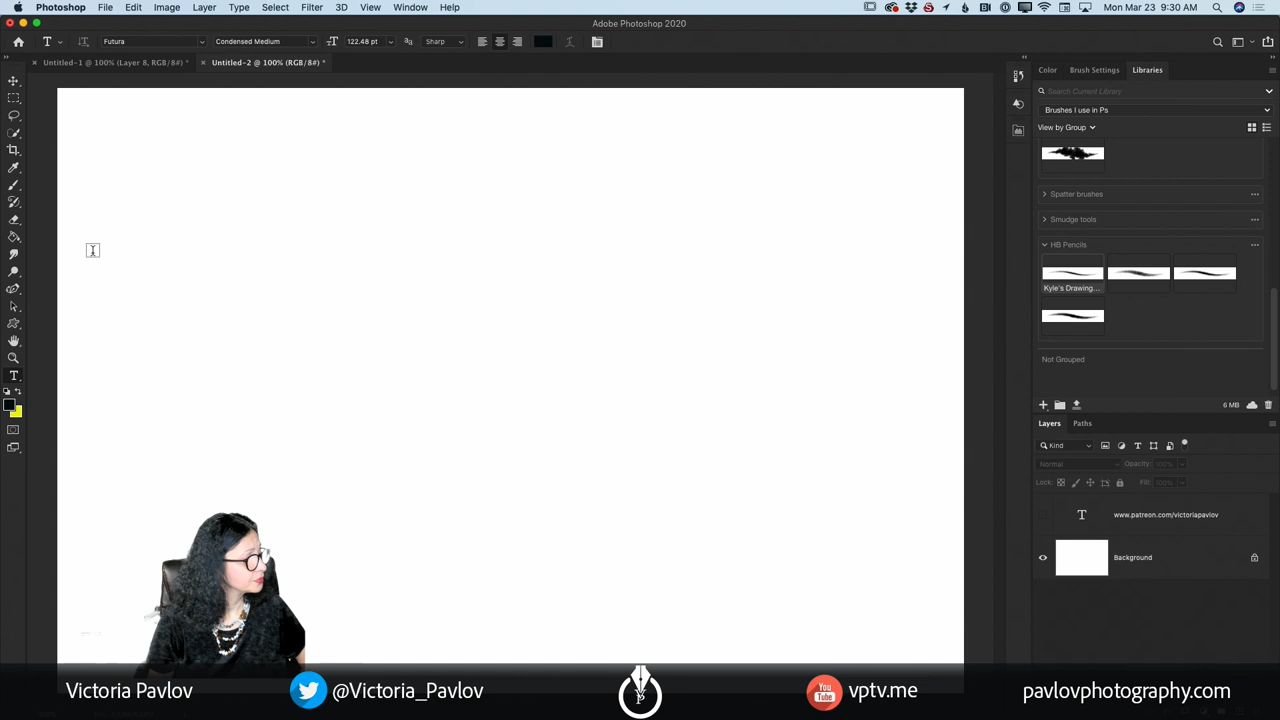 Photoshop File Edit Image Layer Type Select Filter 3D View Window Help Mon Mar 23 9:30 AM
Adobe Photoshop 2020
T Futura Condensed Medium 122.48 pt Sharp
Untitled-1 @ 100% (Layer 8, RGB/8#) * Untitled-2 @ 100% (RGB/8#) *
Color Brush Settings Libraries
Search Current Library
Brushes I use in Ps
View by Group
Spatter brushes
Smudge tools
HB Pencils
Kyle's Drawing...
Not Grouped
6 MB
Layers Paths
Kind
Normal Opacity: 100%
Lock: Fill: 100%
T www.patreon.com/victoriapavlov
Background
Victoria Pavlov @Victoria_Pavlov You Tube vptv.me pavlovphotography.com